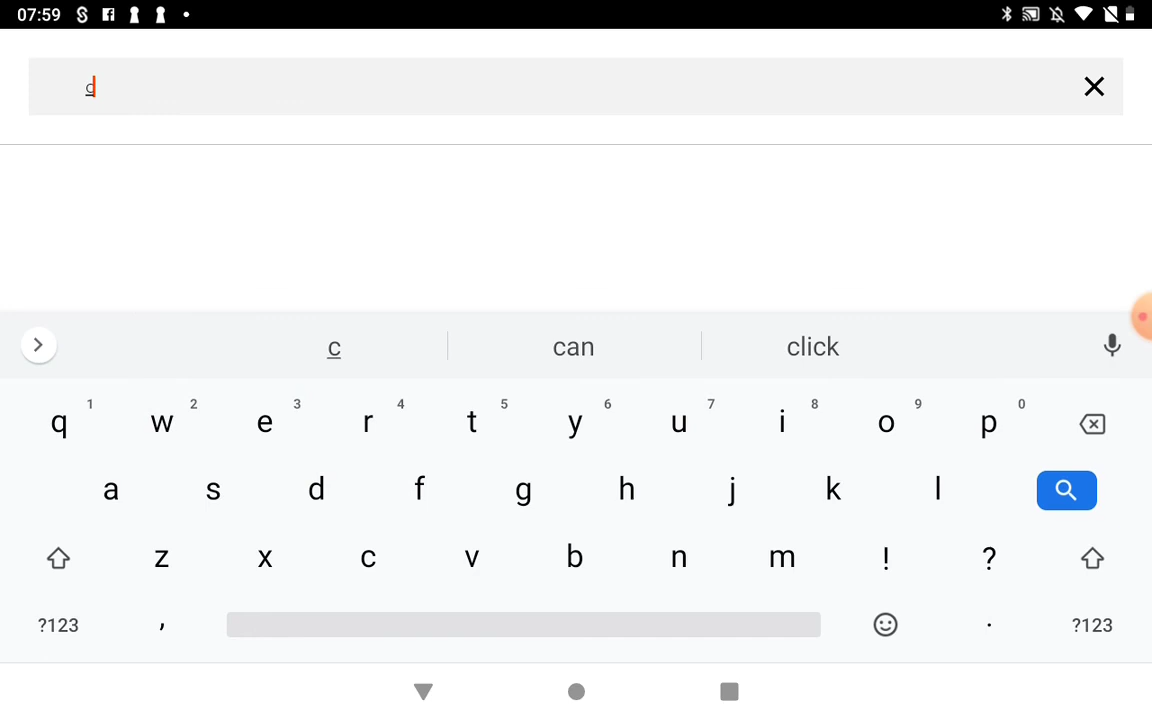 07:59
c
c can click
q 1 w 2 e 3 r 4 t 5 y 6 u 7 i 8 o 9 p 0
a s d f g h j k l
z x c v b n m ! ?
?123 , . ?123